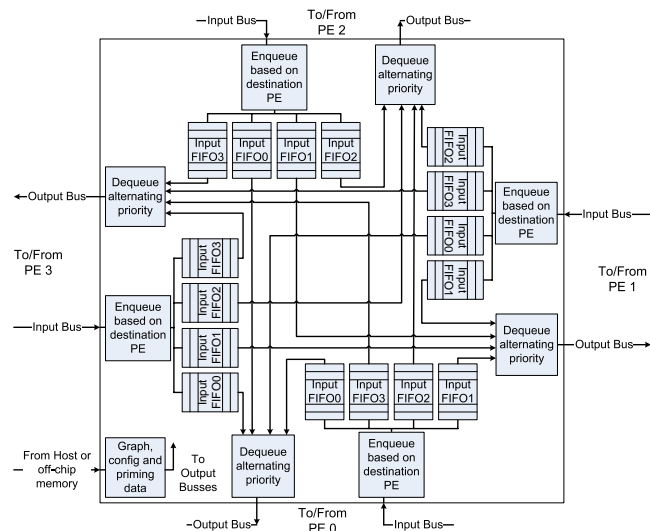 Input Bus
To/From
PE 2
Output Bus
Enqueue
based on
destination
PE
Dequeue
alternating
priority
Input
FIFO3
Input
FIFO0
Input
FIFO1
Input
FIFO2
Input
FIFO2
Input
FIFO3
Input
FIFO0
Input
FIFO1
Dequeue
alternating
priority
Output Bus
Enqueue
based on
destination
PE
Input Bus
To/From
PE 3
To/From
PE 1
Input
FIFO3
Input
FIFO2
Input
FIFO1
Input
FIFO0
Enqueue
based on
destination
PE
Input Bus
Dequeue
alternating
priority
Output Bus
Input
FIFO0
Input
FIFO3
Input
FIFO2
Input
FIFO1
From Host or
off-chip
memory
Graph,
config and
priming
data
To
Output
Busses
Dequeue
alternating
priority
Enqueue
based on
destination
PE
Output Bus
To/From
PE 0
Input Bus